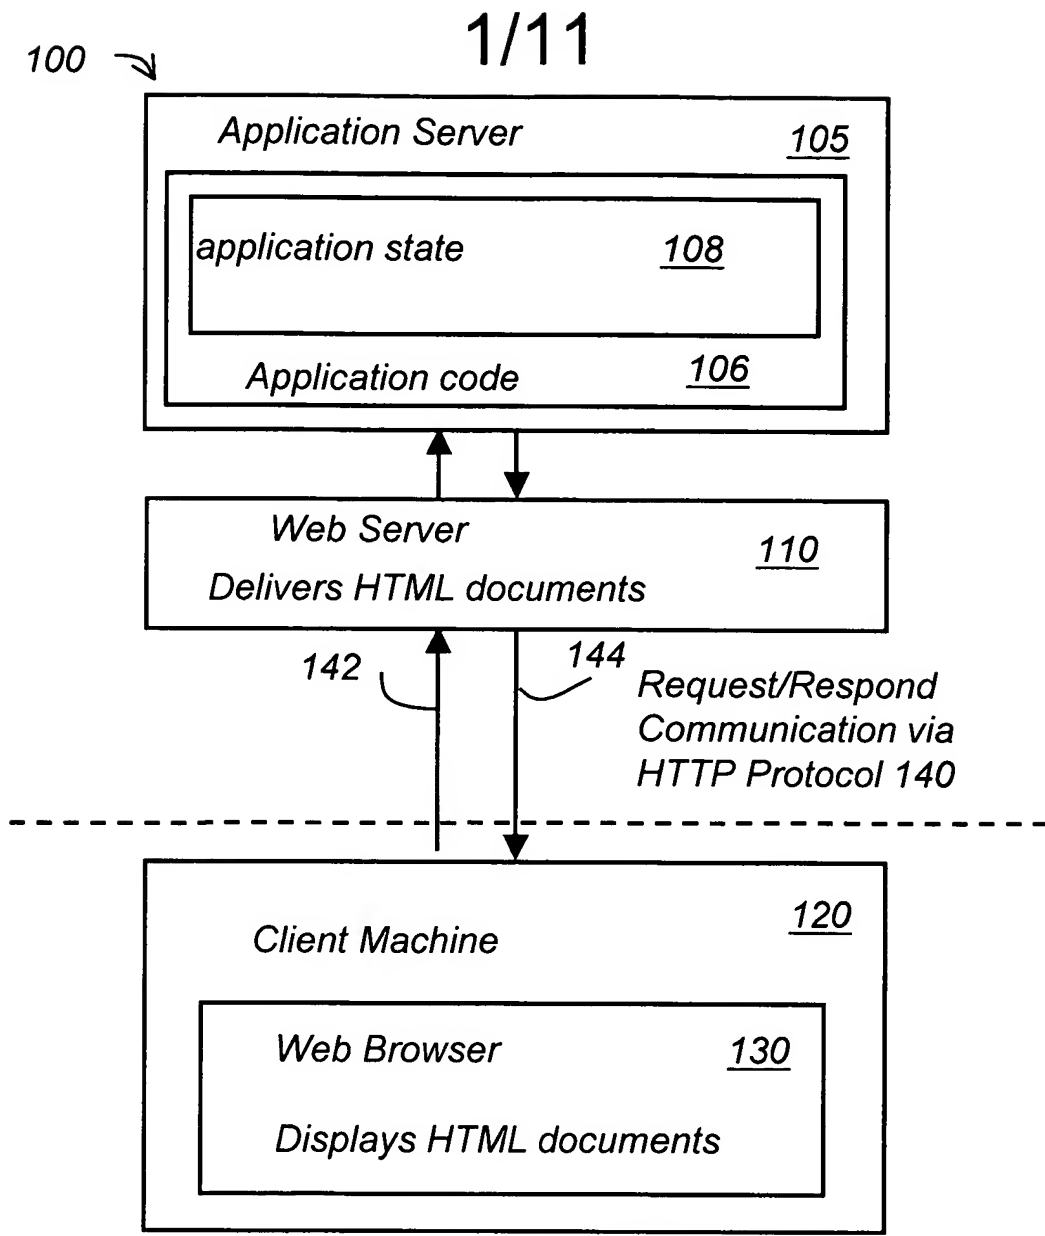 1/11
100
Application Server 105
application state 108
Application code 106
Web Server
110
Delivers HTML documents
142
144
Request/Respond
Communication via
HTTP Protocol 140
120
Client Machine
Web Browser 130
Displays HTML documents